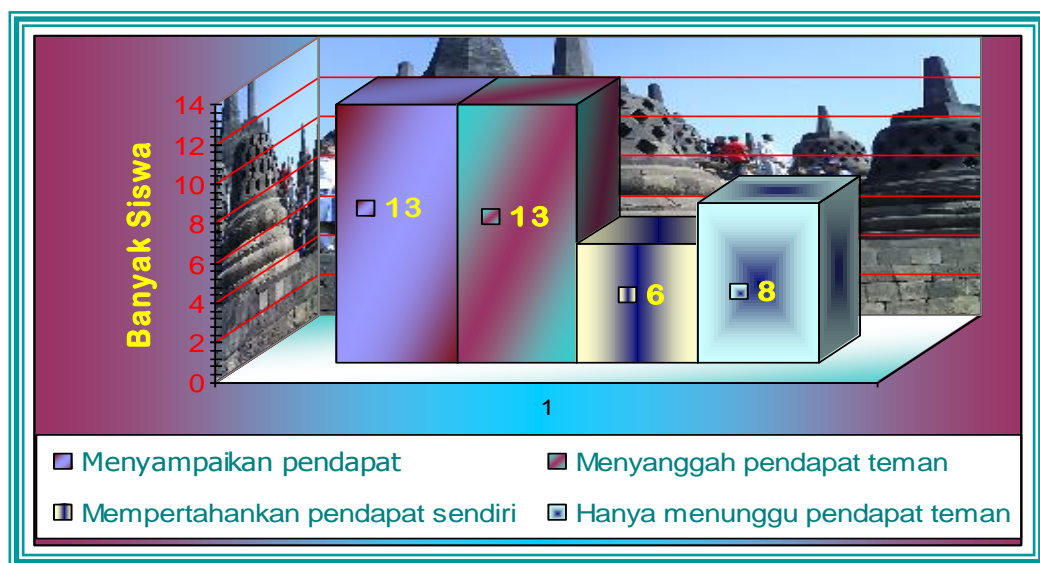 Banyak Siswa
14
12
10
8
6
4
2
0
13
13
6
8
1
Menyampaikan pendapat
Menyanggah pendapat teman
Mempertahankan pendapat sendiri
Hanya menunggu pendapat teman